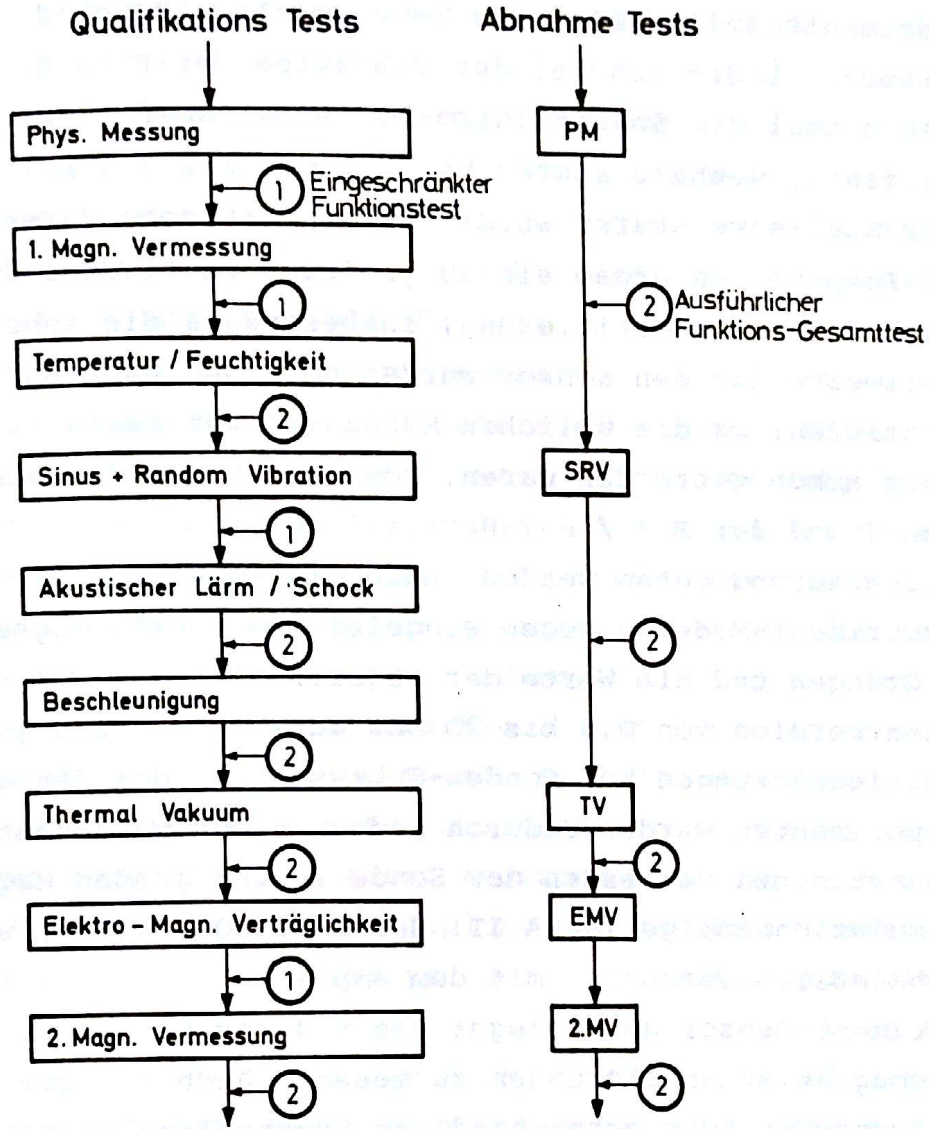 Qualifikations Tests
Phys. Messung
1 Eingeschränkter
Funktionstest
1. Magn. Vermessung
1
Temperatur / Feuchtigkeit
2
Sinus + Random Vibration
1
Akustischer Lärm / Schock
2
Beschleunigung
2
Thermal Vakuum
2
Elektro - Magn. Verträglichkeit
1
2. Magn. Vermessung
2
Abnahme Tests
PM
2 Ausführlicher
Funktions-Gesamttest
SRV
2
TV
2
EMV
2.MV
2